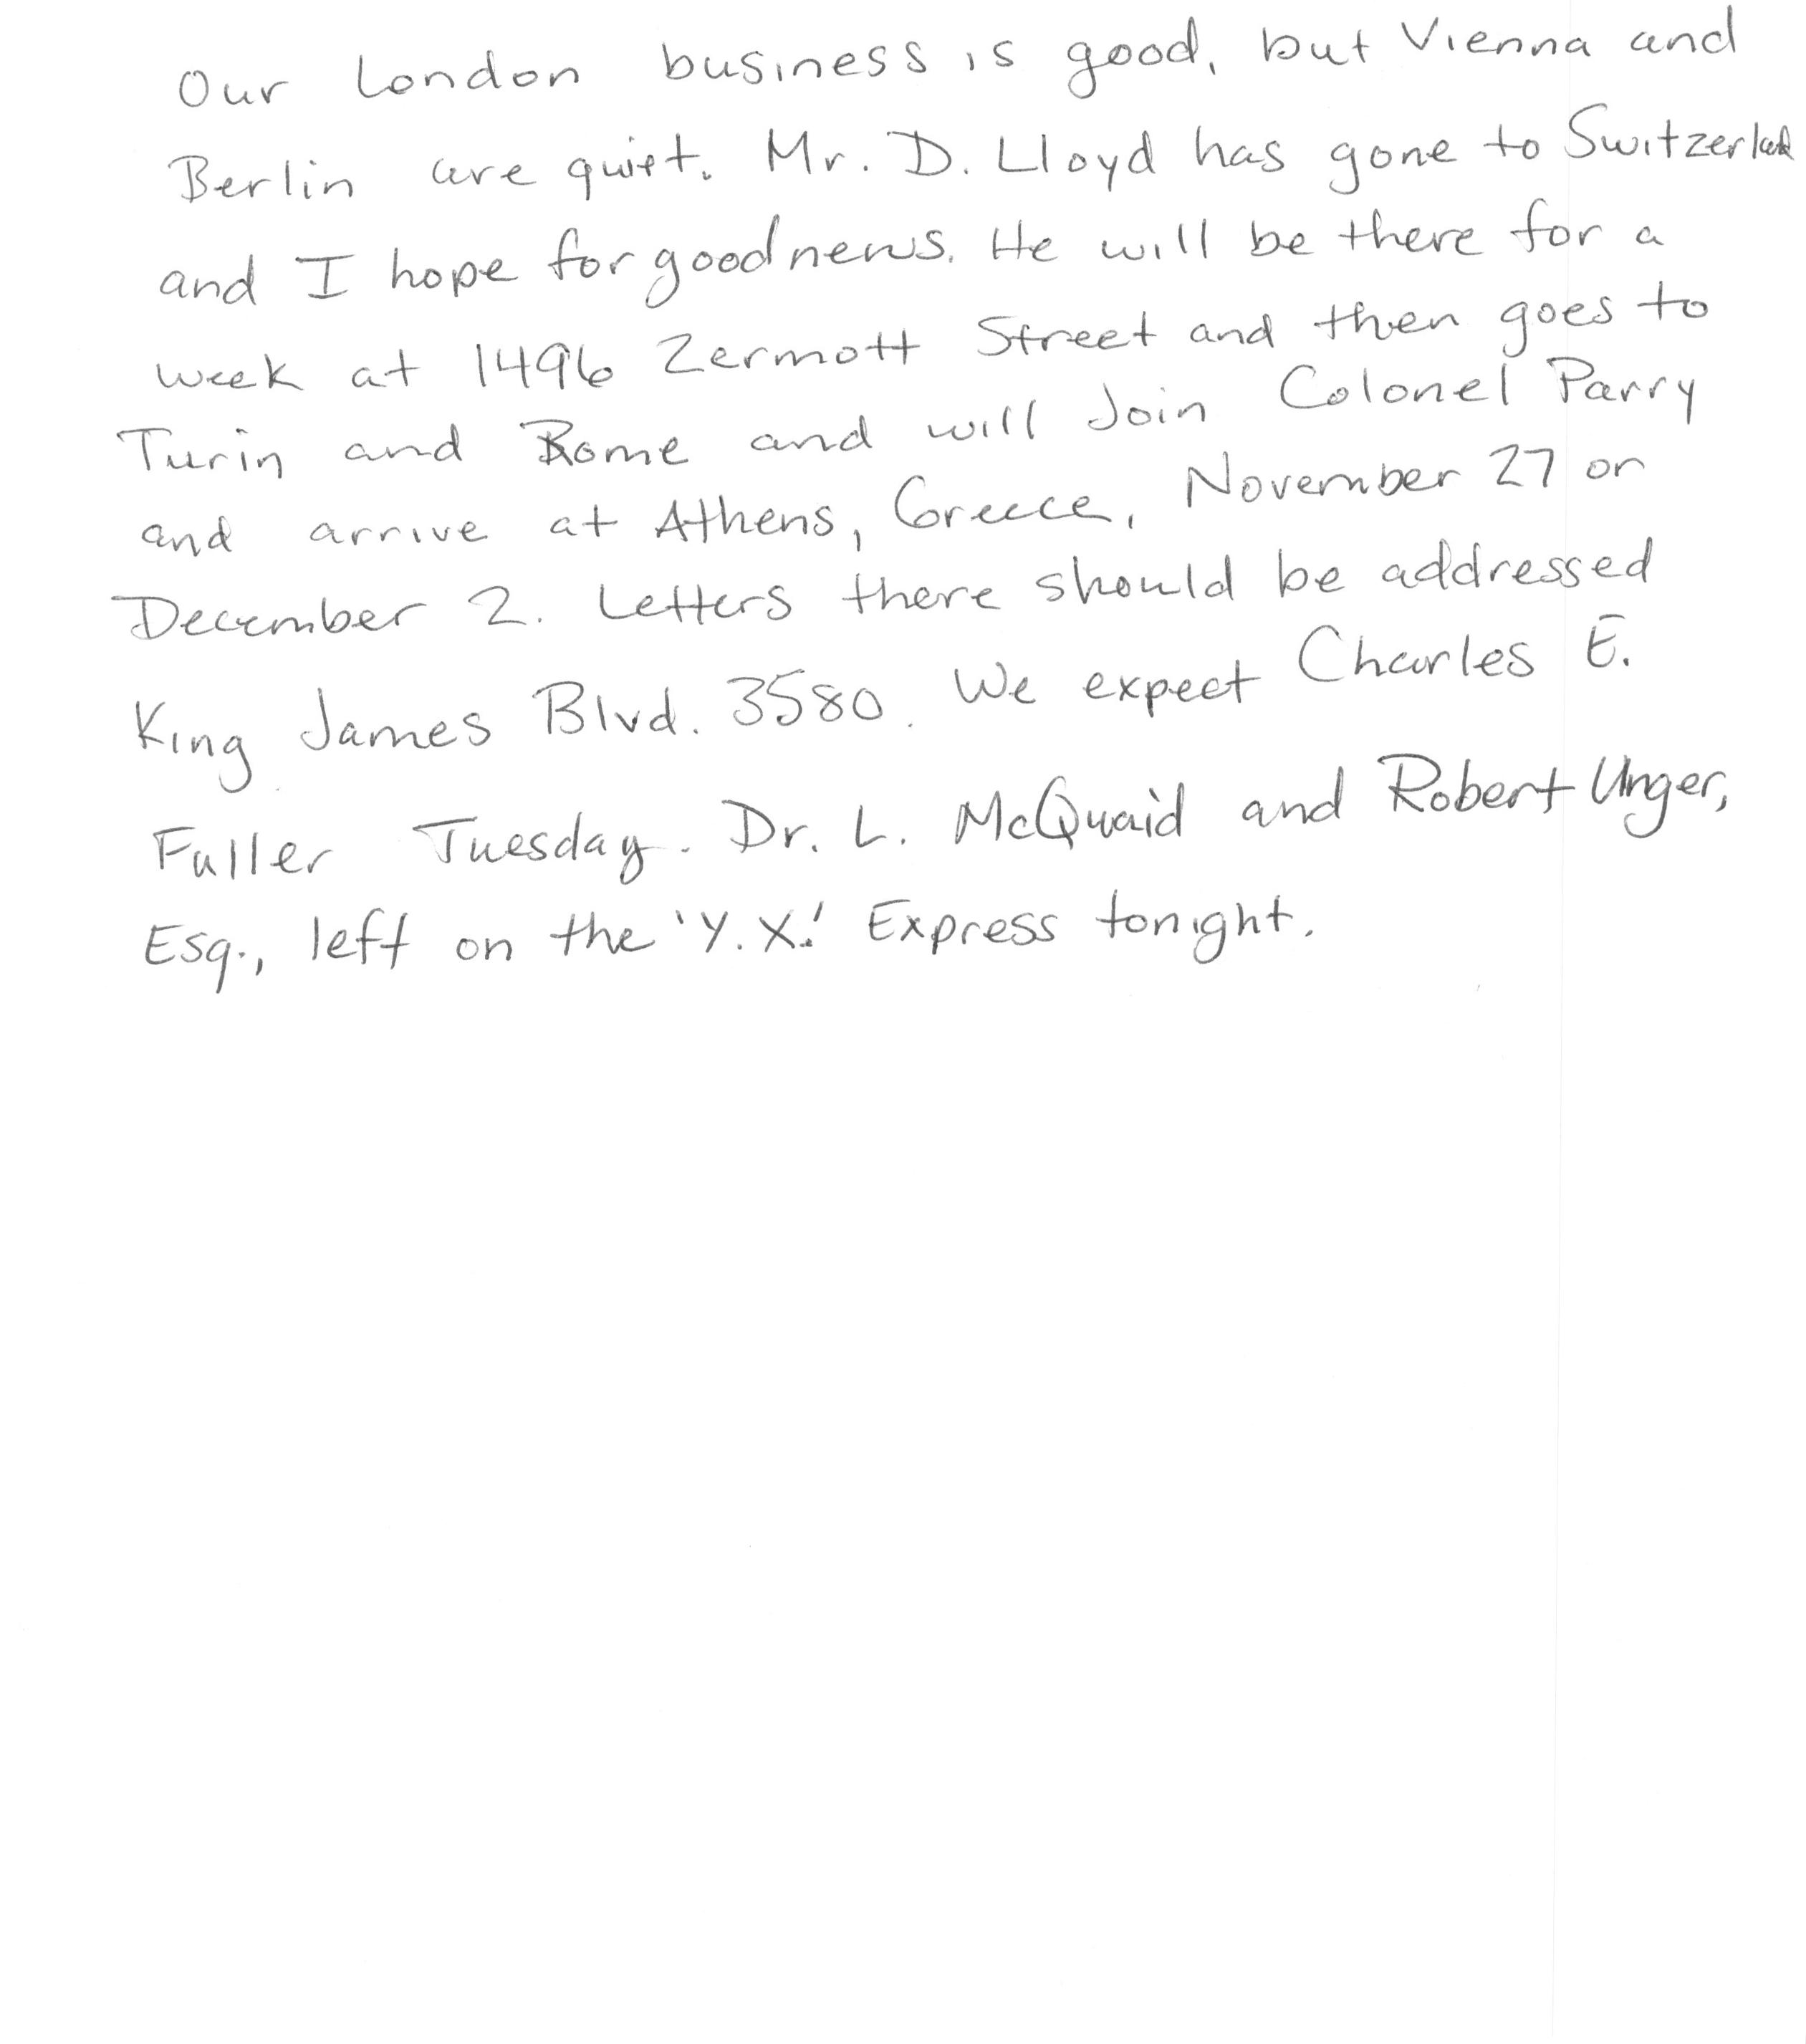 Our London business is good, but Vienna and
Berlin are quiet. Mr. D. Lloyd has gone to Switzerland
and I hope for good news. He will be there for a
week at 1496 Zermott Street and then goes to
Turin and Rome and will Join Colonel Parry
and arrive at Athens, Greece, November 27 or
December 2. Letters there should be addressed
King James Blvd. 3580. We expect Charles E.
Fuller Tuesday. Dr. L. McQuaid and Robert Unger,
Esq., left on the 'Y.X.' Express tonight.